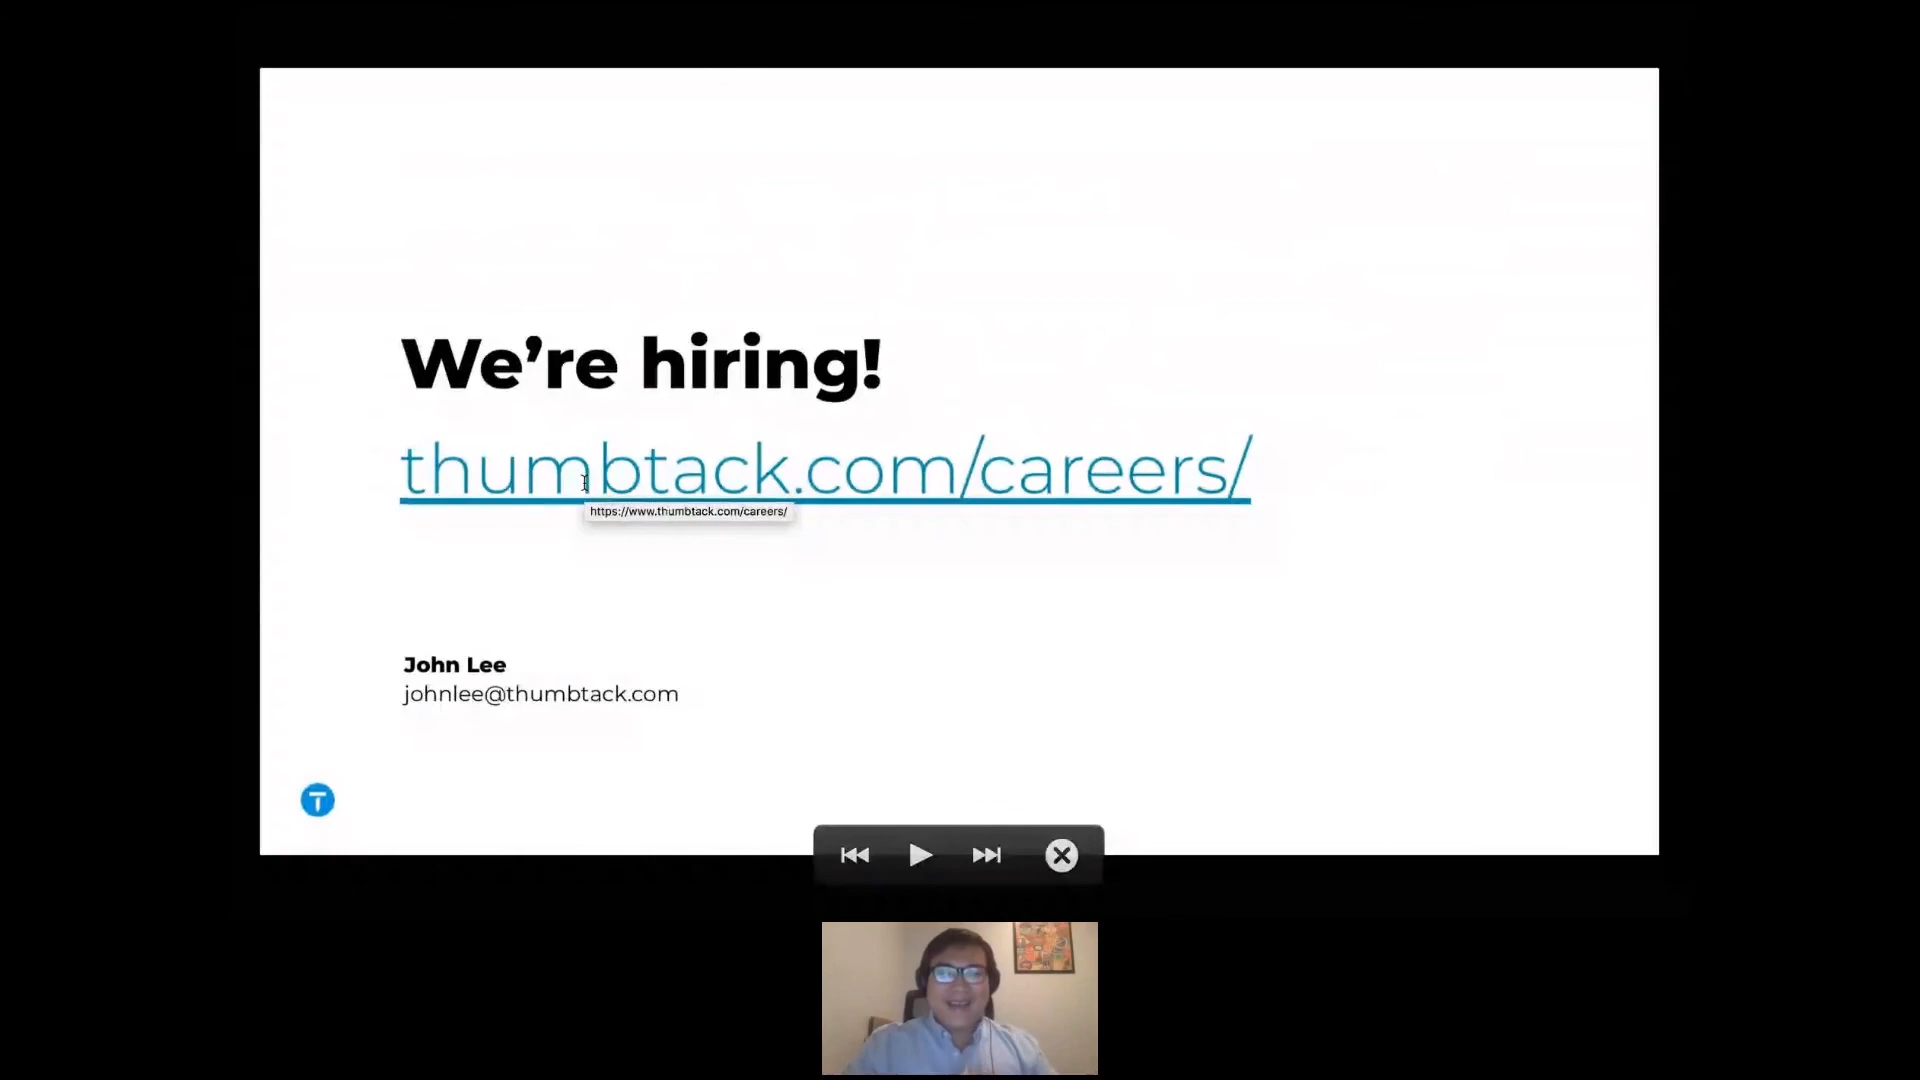 We're hiring!
thumbtack.com/careers/
https://www.thumbtack.com/careers/
John Lee
johnlee@thumbtack.com
T